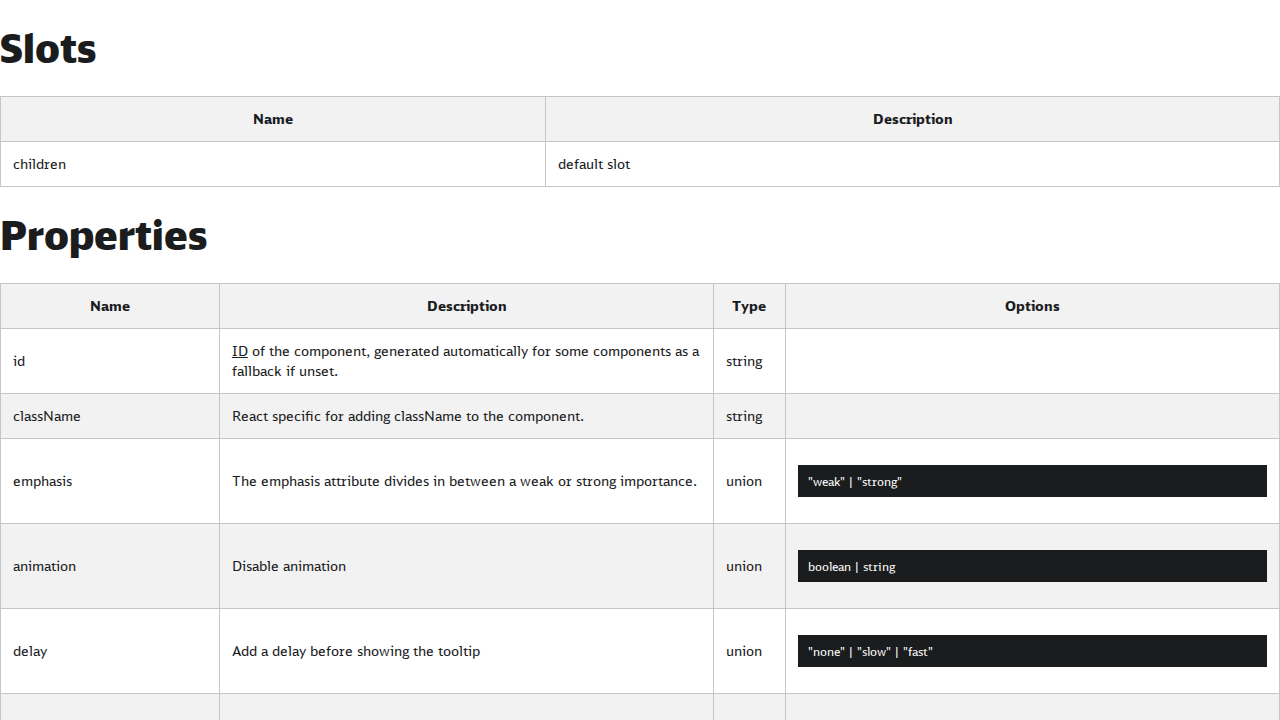 Slots
Name Description
children default slot
Properties
Name Description Type Options
id ID of the component, generated automatically for some components as a
fallback if unset. string
className React specific for adding className to the component. string
emphasis The emphasis attribute divides in between a weak or strong importance. union "weak" | "strong"
animation Disable animation union boolean | string
delay Add a delay before showing the tooltip union "none" | "slow" | "fast"